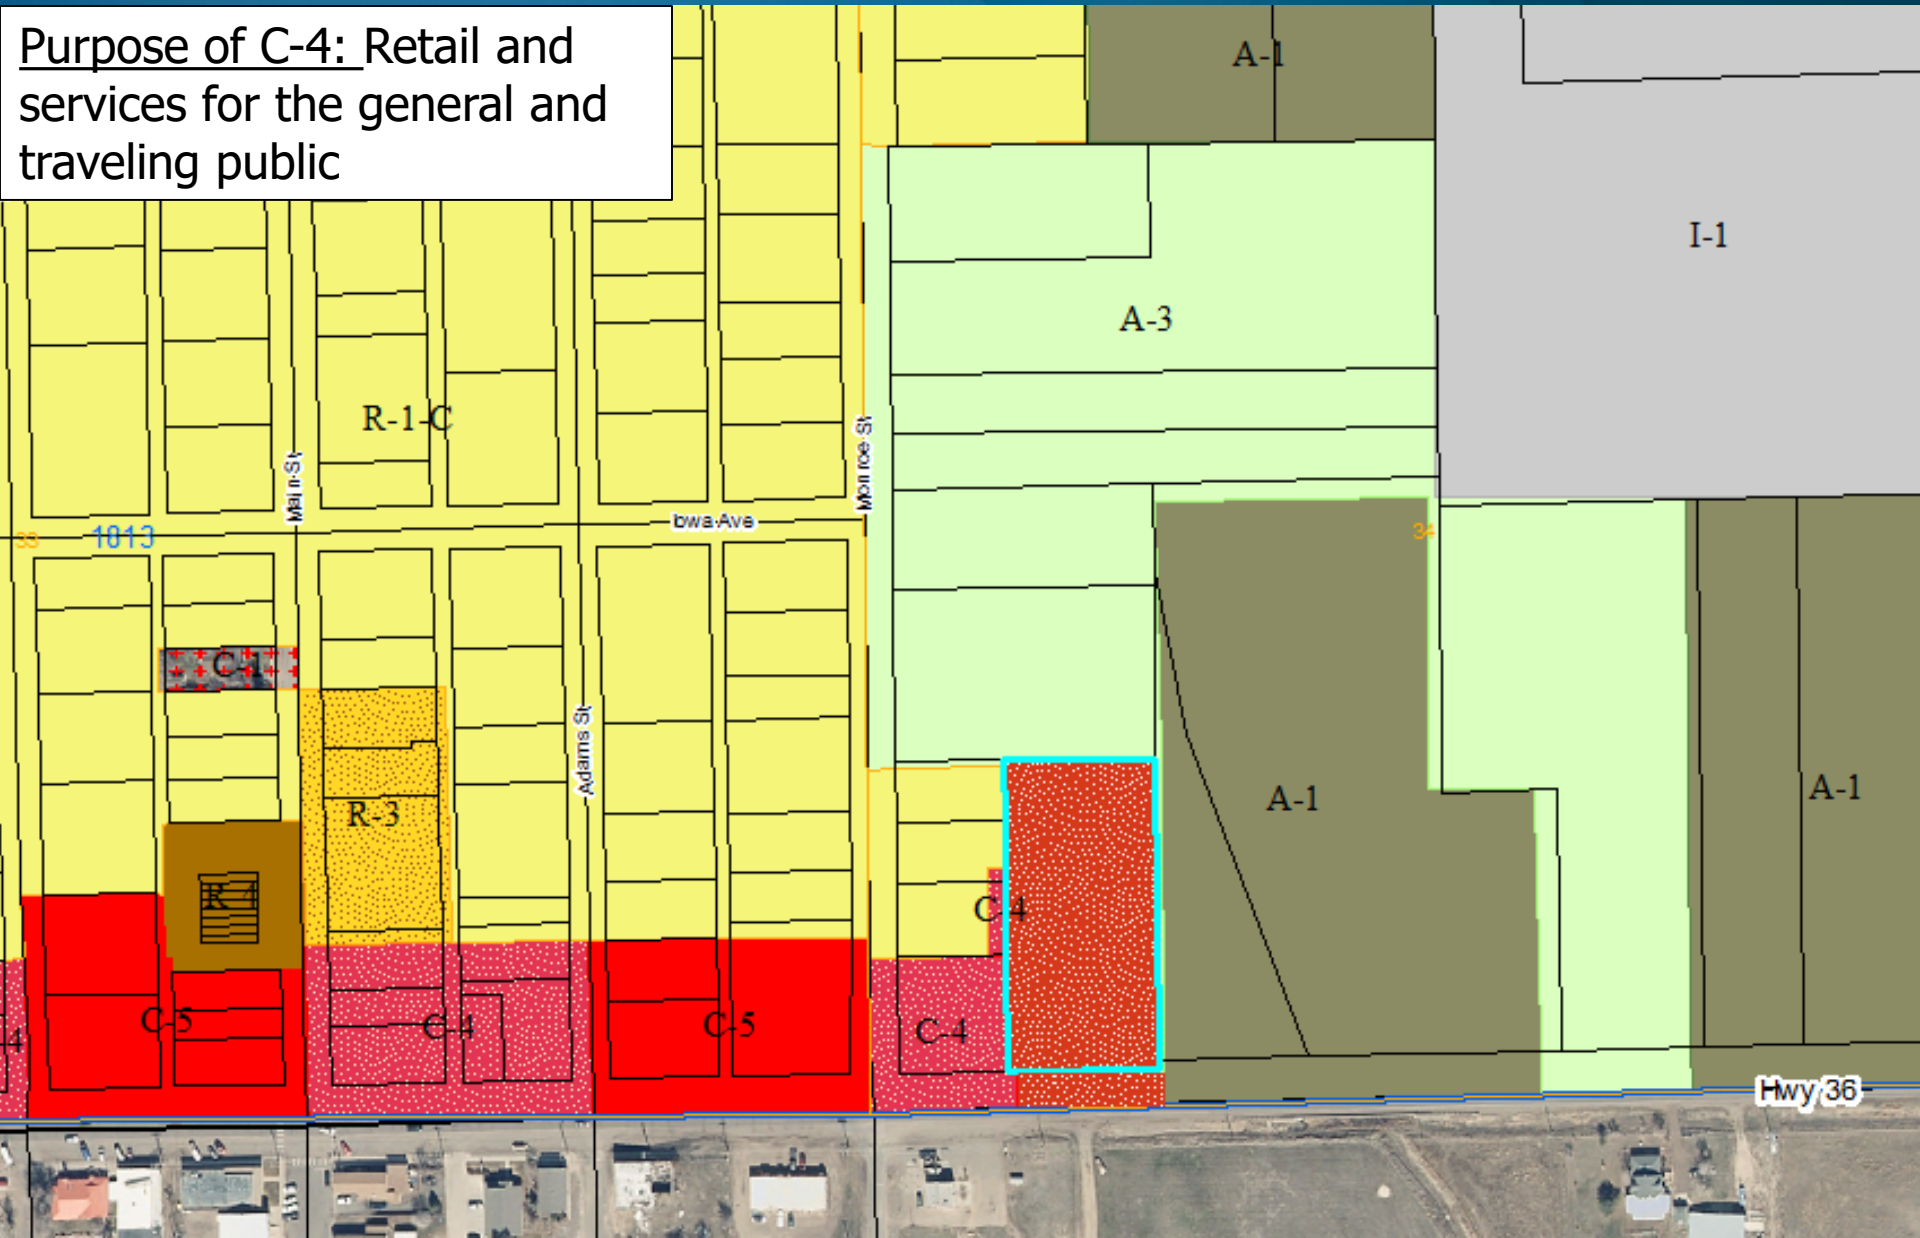 Purpose of C-4: Retail and
services for the general and
traveling public
A-1
I-1
A-3
R-1-C
Main St
Monroe St
Iowa Ave
33
1813
34
C-1
Adams St
R-3
A-1
A-1
R-4
C-4
C-5
C-4
C-5
C-4
4
Hwy 36